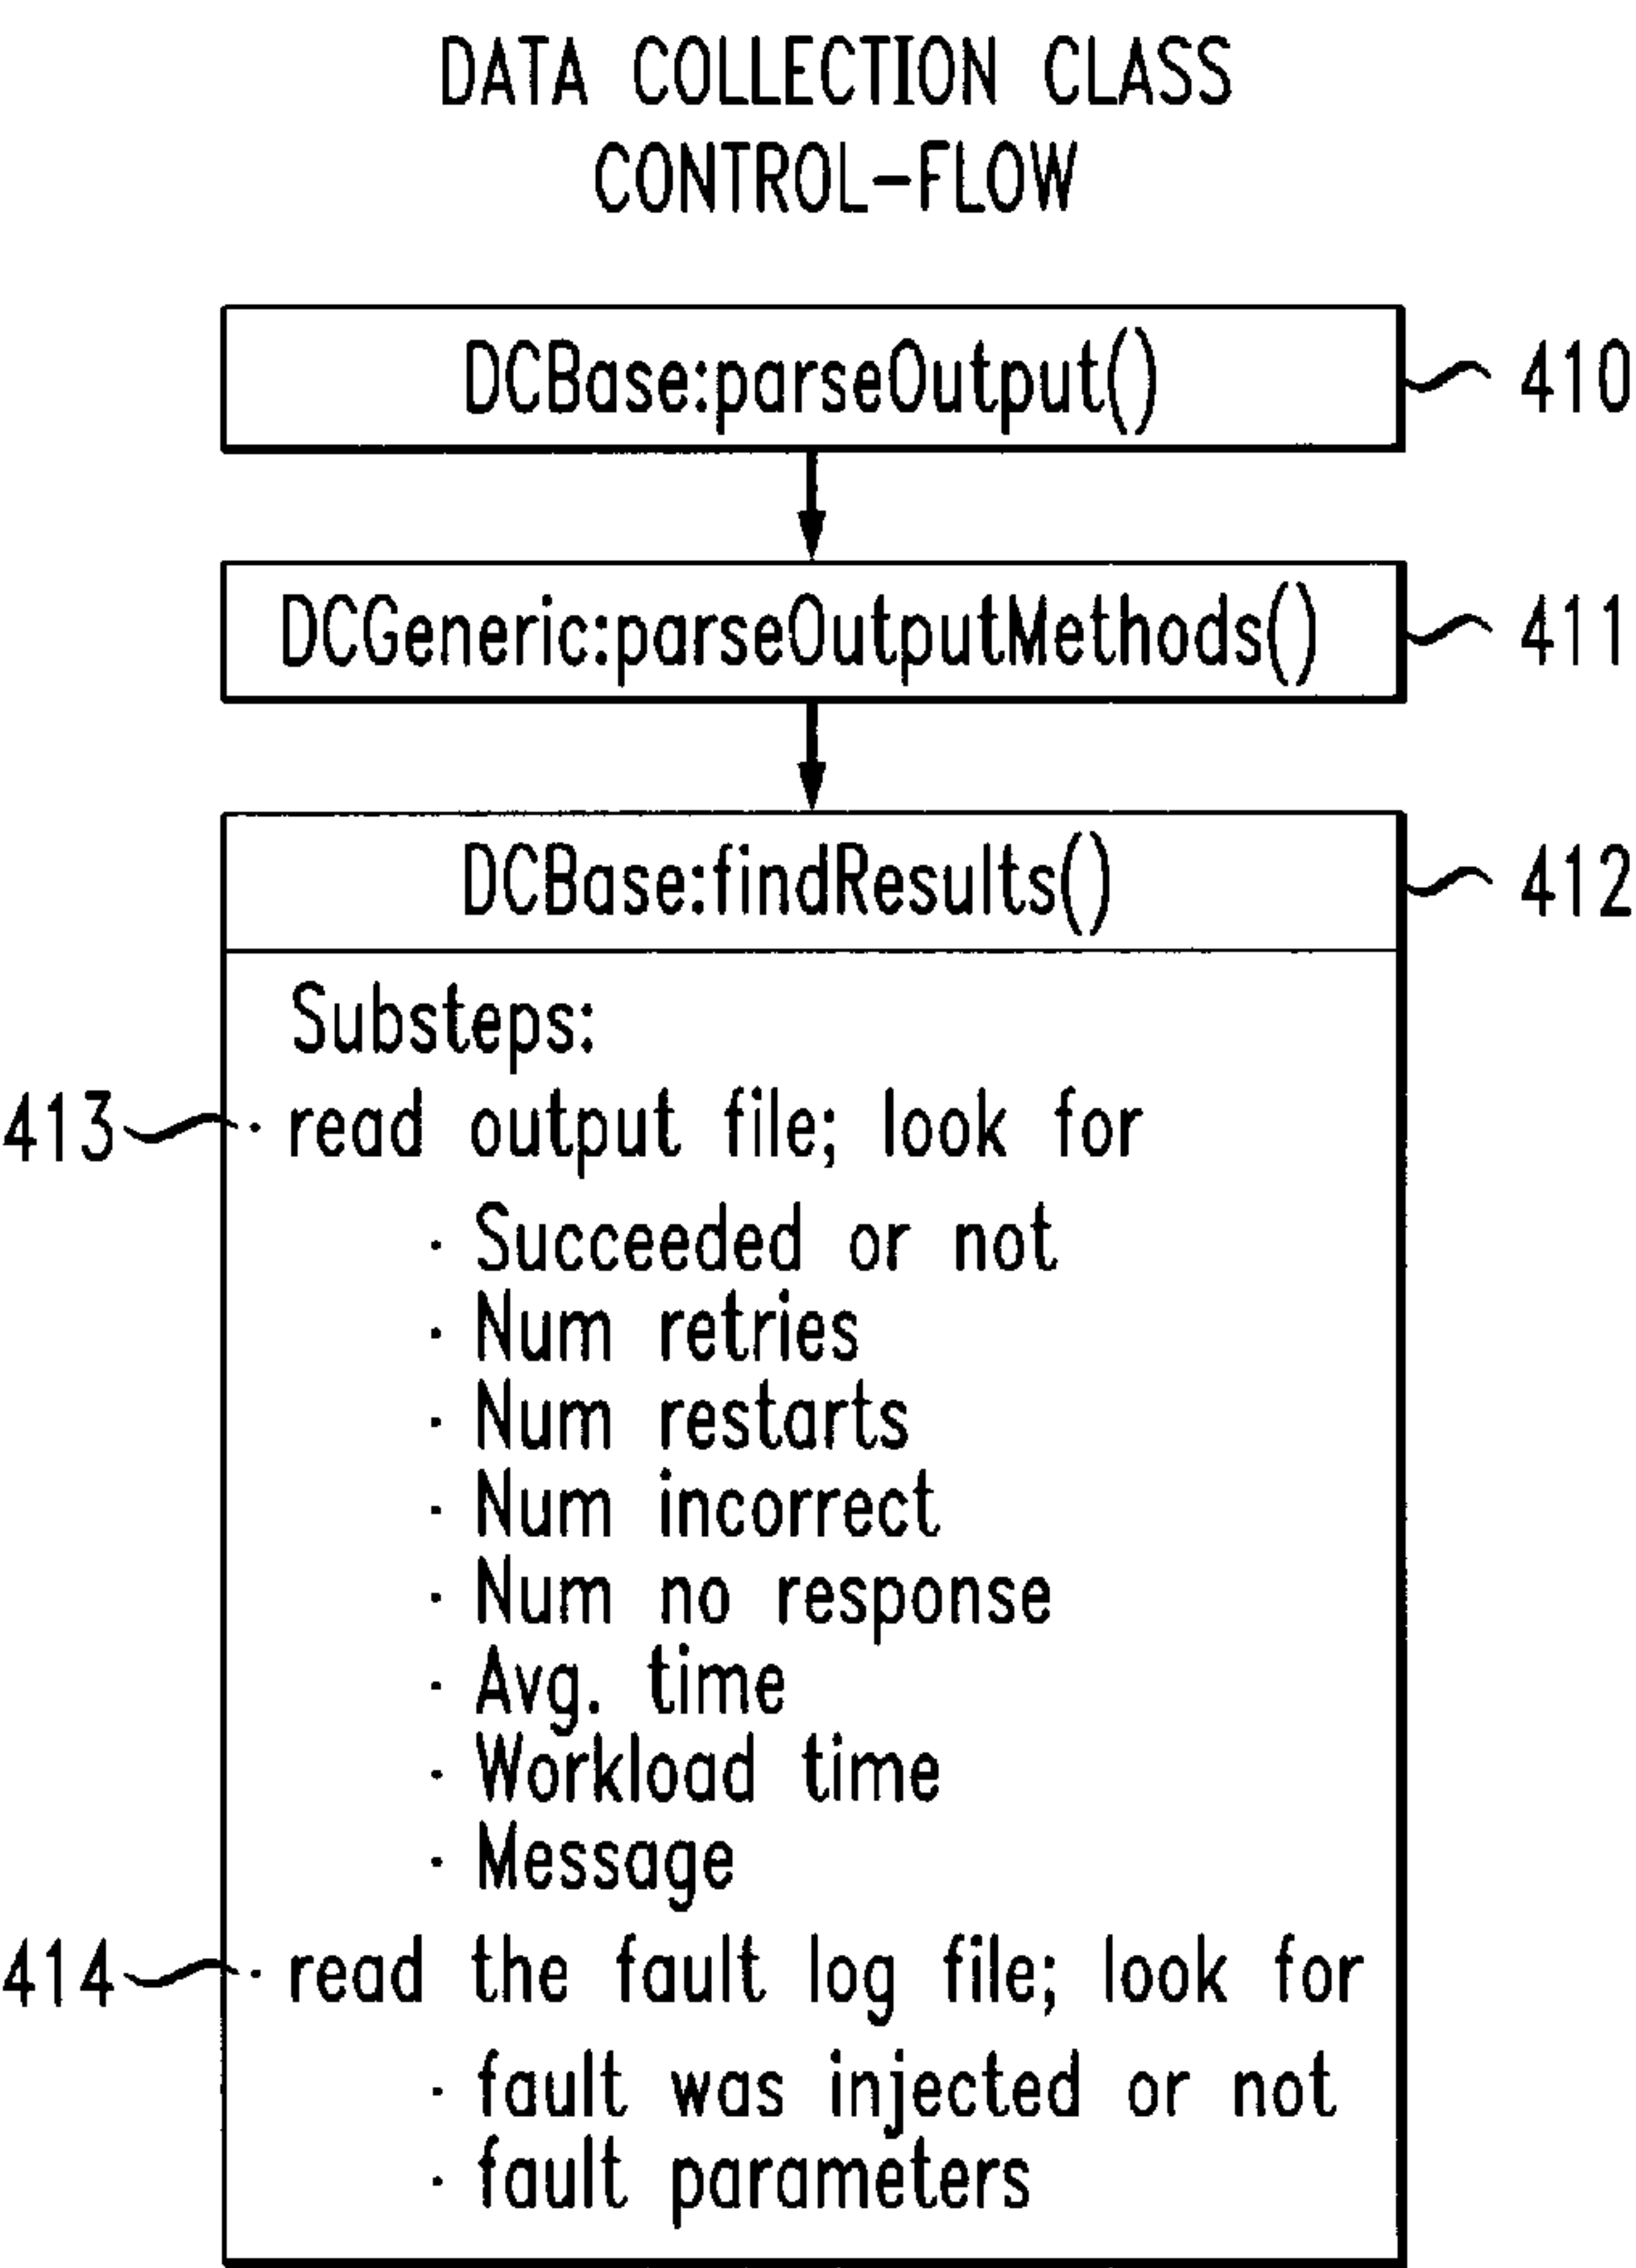 DATA COLLECTION CLASS
CONTROL-FLOW
DCBase:parseOutput() 410
DCGeneric:parseOutputMethods() 411
DCBase:findResults() 412
Substeps:
413 · read output file; look for
· Succeeded or not
· Num retries
· Num restarts
· Num incorrect
· Num no response
· Avg. time
· Workload time
· Message
414 · read the fault log file; look for
· fault was injected or not
· fault parameters